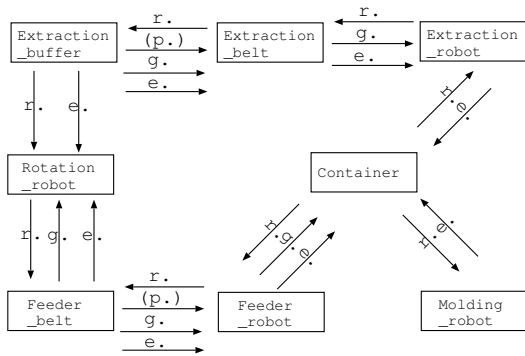 r.
Extraction
_buffer
(p.)
g.
e.
Extraction
_belt
r.
g.
e.
Extraction
_robot
r.
e.
r.
e.
Rotation
_robot
Container
r.
g.
e.
r.
g.
e.
r.
e.
Feeder
_belt
r.
(p.)
g.
e.
Feeder
_robot
Molding
_robot